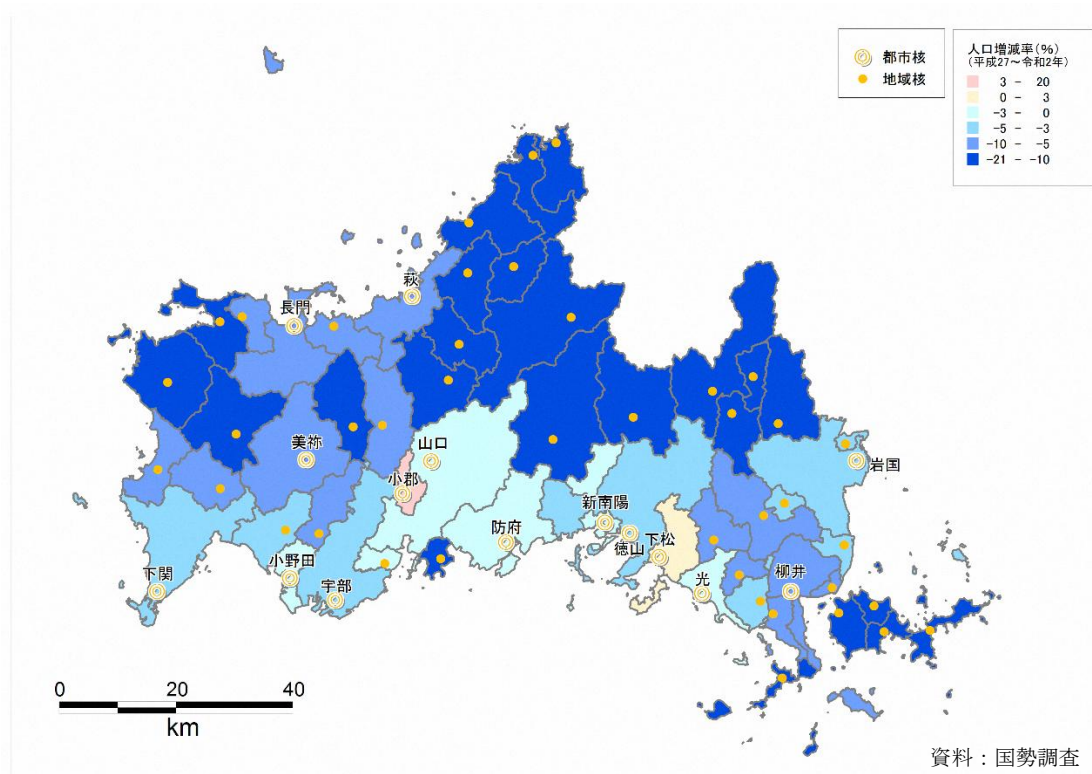 都市核
地域核
人口増減率(%)
(平成27～令和2年)
3 - 20
0 - 3
-3 - 0
-5 - -3
-10 - -5
-21 - -10
萩
長門
美祢
山口
小郡
岩国
新南陽
防府
徳山
下松
小野田
下関
宇部
光
柳井
0 20 40
km
資料：国勢調査